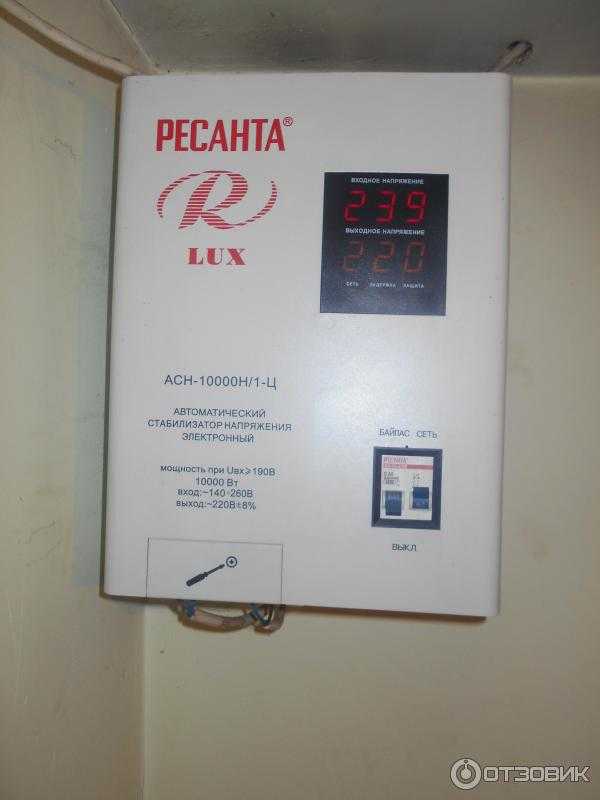 РЕСАНТА®
R
LUX
ВХОДНОЕ НАПРЯЖЕНИЕ
239
ВЫХОДНОЕ НАПРЯЖЕНИЕ
220
СЕТЬ ЗАДЕРЖКА ЗАЩИТА
АСН-10000Н/1-Ц
АВТОМАТИЧЕСКИЙ
СТАБИЛИЗАТОР НАПРЯЖЕНИЯ
ЭЛЕКТРОННЫЙ
мощность при Uвх≥190В
10000 Вт
вход:~140÷260В
выход:~220В±8%
БАЙПАС СЕТЬ
РЕСАНТА
ВЫКЛ.
ОТЗОВИК